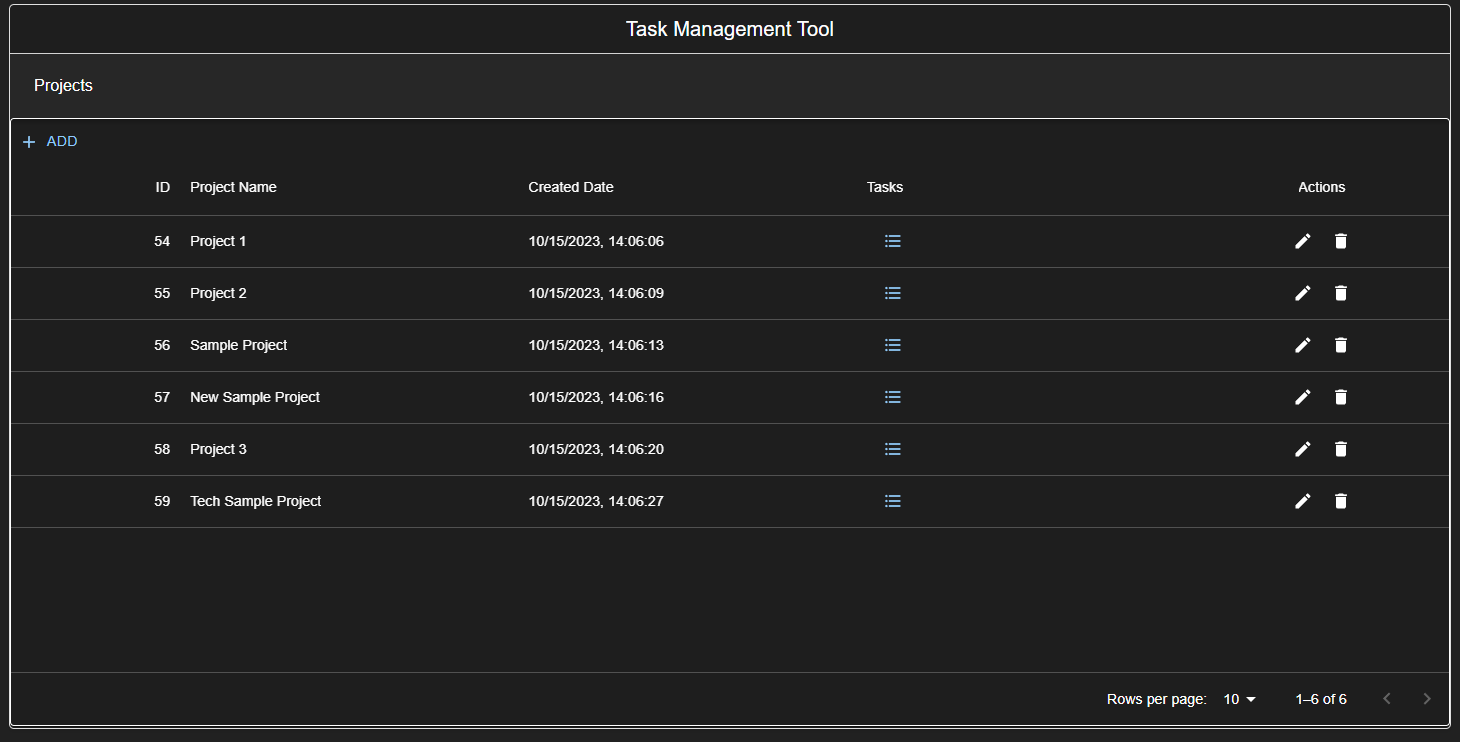 Task Management Tool
Projects
ADD
ID Project Name Created Date Tasks Actions
54 Project 1 10/15/2023, 14:06:06
55 Project 2 10/15/2023, 14:06:09
56 Sample Project 10/15/2023, 14:06:13
57 New Sample Project 10/15/2023, 14:06:16
58 Project 3 10/15/2023, 14:06:20
59 Tech Sample Project 10/15/2023, 14:06:27
Rows per page: 10 1–6 of 6